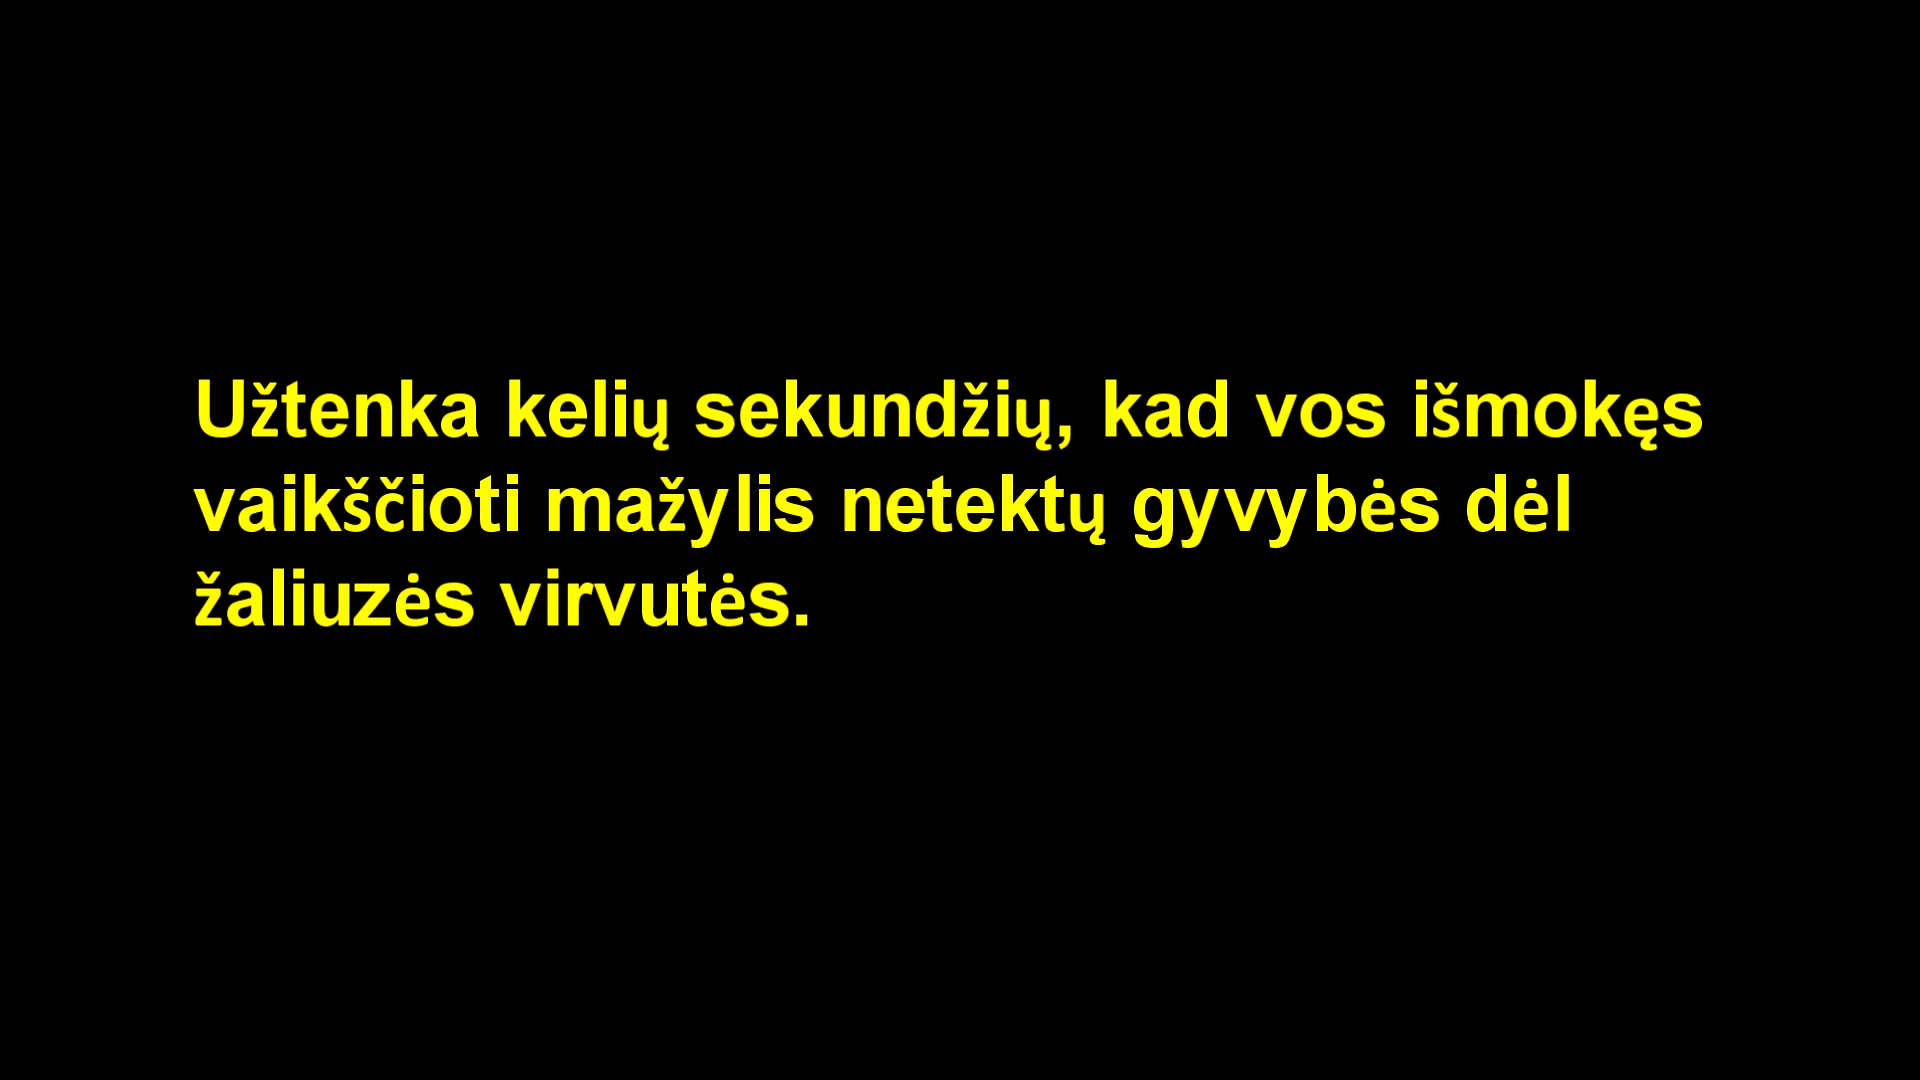 Užtenka kelių sekundžių, kad vos išmokęs
vaikščioti mažylis netektų gyvybės dėl
žaliuzės virvutės.